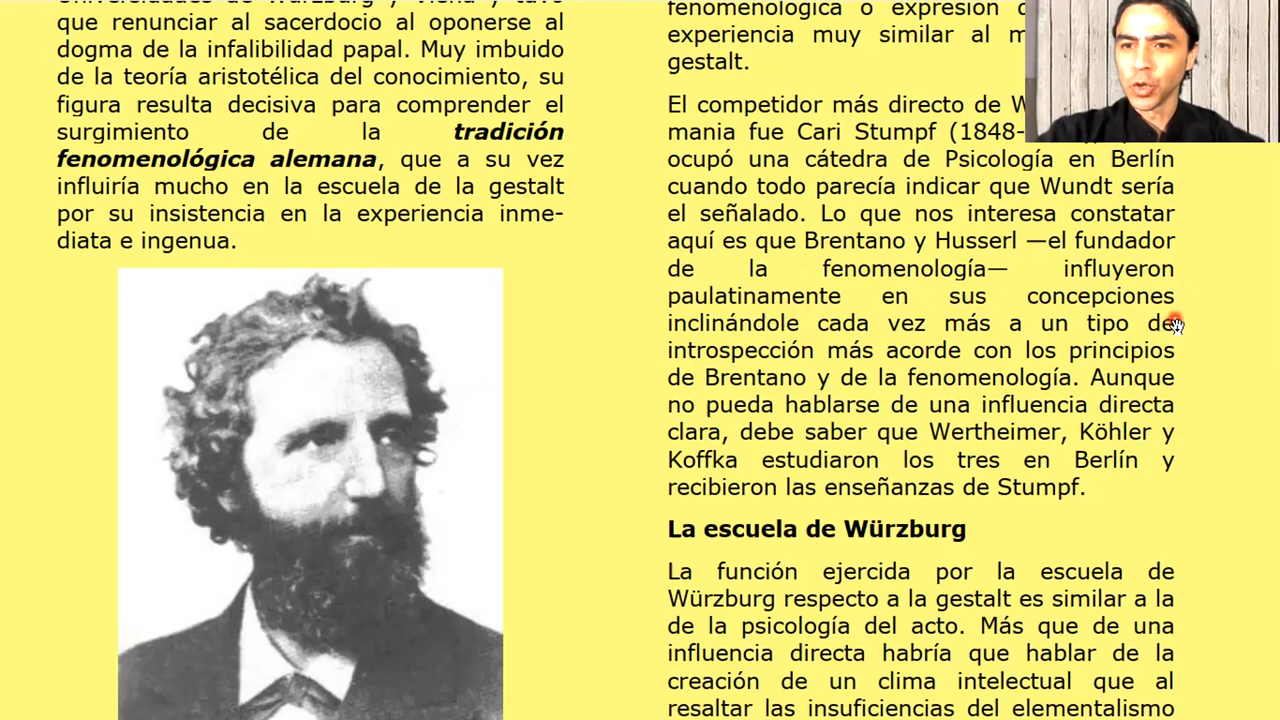 Universidades de Würzburg y Viena y tuvo
que renunciar al sacerdocio al oponerse al
dogma de la infalibilidad papal. Muy imbuido
de la teoría aristotélica del conocimiento, su
figura resulta decisiva para comprender el
surgimiento de la tradición
fenomenológica alemana, que a su vez
influiría mucho en la escuela de la gestalt
por su insistencia en la experiencia inme-
diata e ingenua.
fenomenológica o expresión
experiencia muy similar al
gestalt.
El competidor más directo de
mania fue Cari Stumpf (1848-
ocupó una cátedra de Psicología en Berlín
cuando todo parecía indicar que Wundt sería
el señalado. Lo que nos interesa constatar
aquí es que Brentano y Husserl —el fundador
de la fenomenología— influyeron
paulatinamente en sus concepciones
inclinándole cada vez más a un tipo de
introspección más acorde con los principios
de Brentano y de la fenomenología. Aunque
no pueda hablarse de una influencia directa
clara, debe saber que Wertheimer, Köhler y
Koffka estudiaron los tres en Berlín y
recibieron las enseñanzas de Stumpf.
La escuela de Würzburg
La función ejercida por la escuela de
Würzburg respecto a la gestalt es similar a la
de la psicología del acto. Más que de una
influencia directa habría que hablar de la
creación de un clima intelectual que al
resaltar las insuficiencias del elementalismo